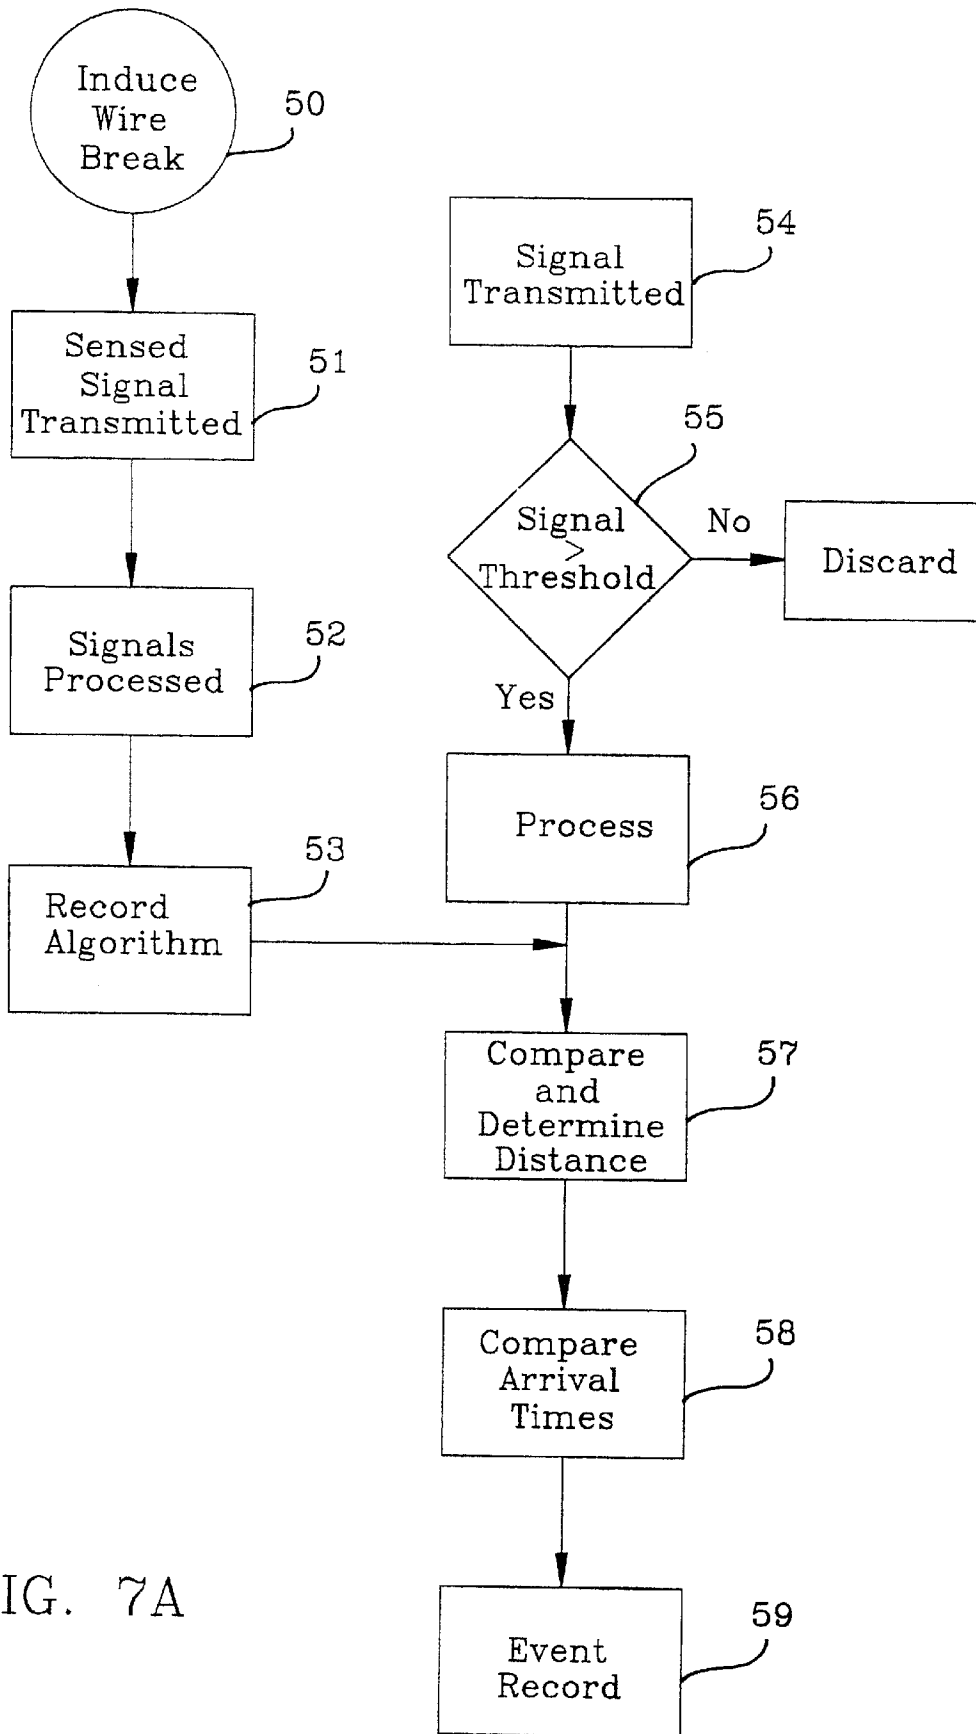 Induce
Wire
Break
50
Sensed
Signal
Transmitted
51
Signals
Processed
52
Record
Algorithm
53
Signal
Transmitted
54
Signal
>
Threshold
55
No
Discard
Yes
Process
56
Compare
and
Determine
Distance
57
Compare
Arrival
Times
58
Event
Record
59
IG. 7A